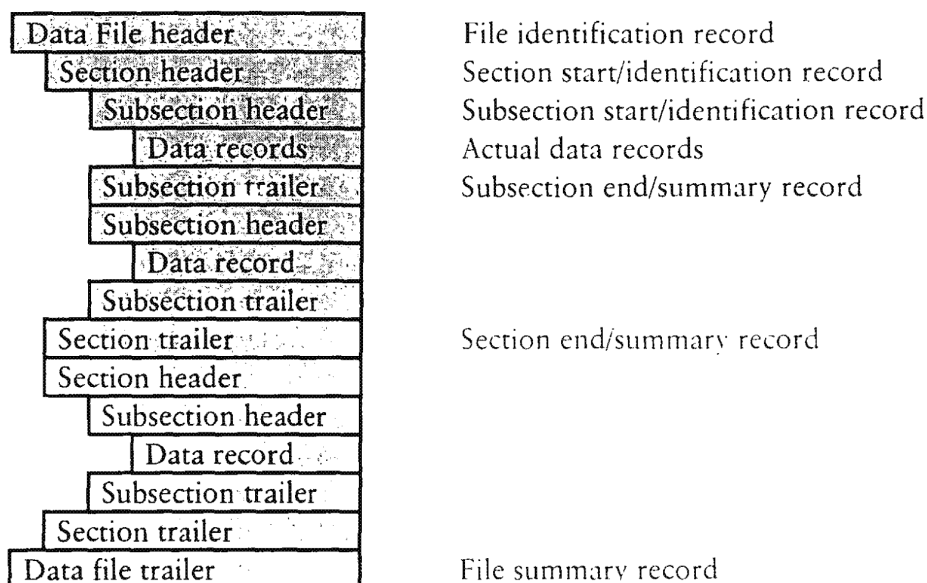 Data File header File identification record
Section header Section start/identification record
Subsection header Subsection start/identification record
Data records Actual data records
Subsection trailer Subsection end/summary record
Subsection header
Data record
Subsection trailer
Section trailer Section end/summary record
Section header
Subsection header
Data record
Subsection trailer
Section trailer
Data file trailer File summary record